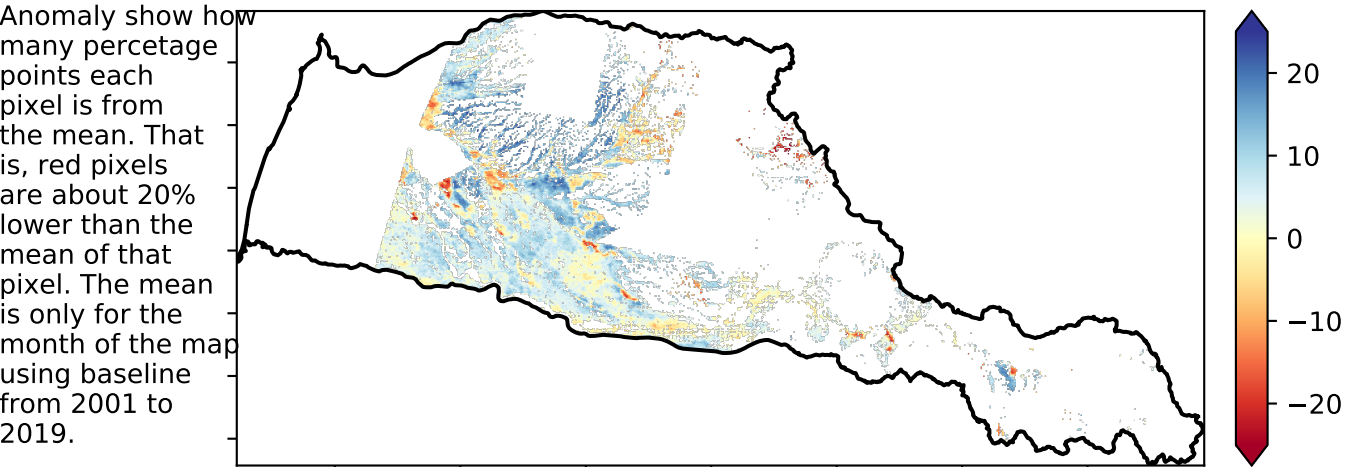 Anomaly show how
many percetage
points each
pixel is from
the mean. That
is, red pixels
are about 20%
lower than the
mean of that
pixel. The mean
is only for the
month of the map
using baseline
from 2001 to
2019.
20
10
0
−10
−20